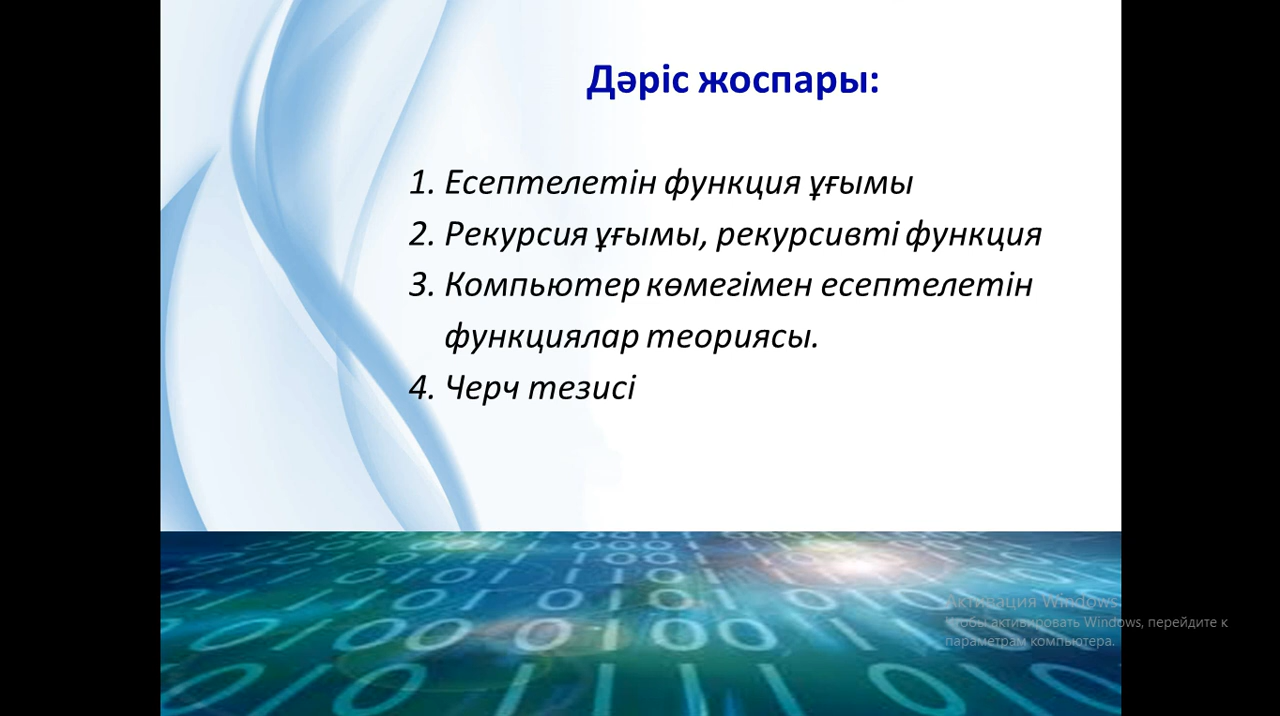 Дәріс жоспары:
1. Есептелетін функция ұғымы
2. Рекурсия ұғымы, рекурсивті функция
3. Компьютер көмегімен есептелетін
функциялар теориясы.
4. Черч тезисі
Активация Windows
Чтобы активировать Windows, перейдите к
параметрам компьютера.